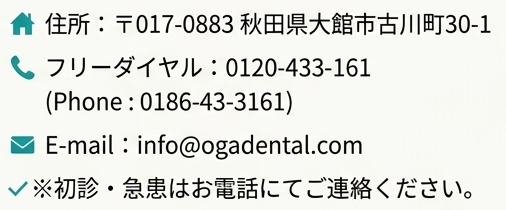 住所：〒017-0883 秋田県大館市古川町30-1
フリーダイヤル：0120-433-161
(Phone : 0186-43-3161)
E-mail：info@ogadental.com
※初診・急患はお電話にてご連絡ください。